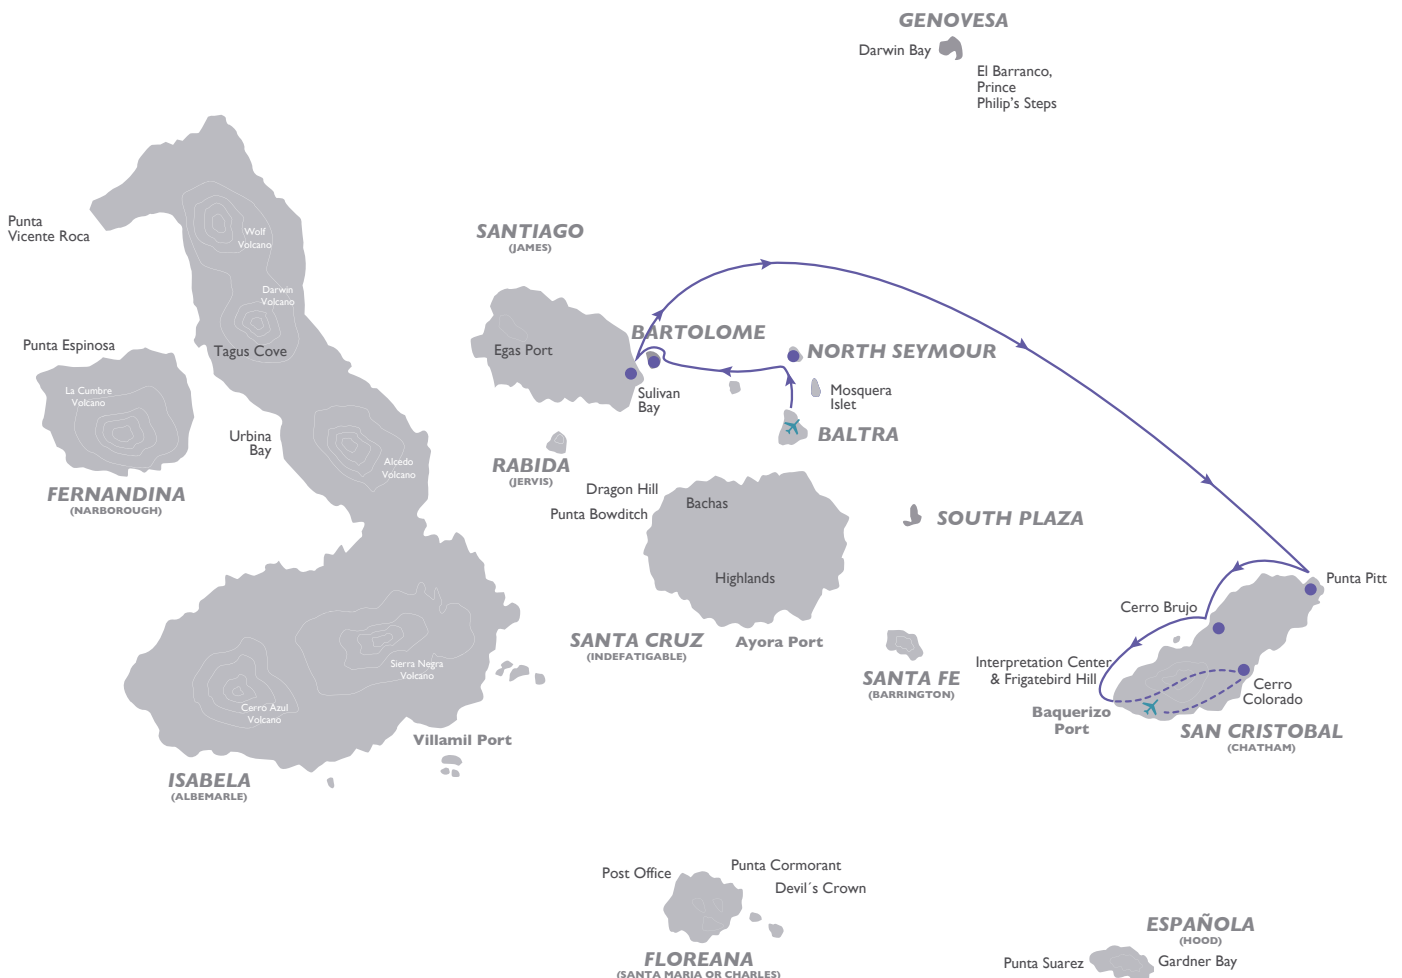 GENOVESA
Darwin Bay
El Barranco,
Prince
Philip's Steps
Punta
Vicente Roca
Wolf
Volcano
SANTIAGO
(JAMES)
Darwin
Volcano
BARTOLOME
Punta Espinosa
Tagus Cove
Egas Port
NORTH SEYMOUR
La Cumbre
Volcano
Sulivan
Bay
Mosquera
Islet
BALTRA
Urbina
Bay
Alcedo
Volcano
RABIDA
(JERVIS)
FERNANDINA
(NARBOROUGH)
Dragon Hill
Bachas
Punta Bowditch
SOUTH PLAZA
Highlands
Punta Pitt
Cerro Brujo
SANTA CRUZ
(INDEFATIGABLE)
Ayora Port
Sierra Negra
Volcano
SANTA FE
(BARRINGTON)
Interpretation Center
& Frigatebird Hill
Cerro
Colorado
Cerro Azul
Volcano
Baquerizo
Port
SAN CRISTOBAL
(CHATHAM)
Villamil Port
ISABELA
(ALBEMARLE)
Post Office
Punta Cormorant
Devil´s Crown
FLOREANA
(SANTA MARIA OR CHARLES)
ESPAÑOLA
(HOOD)
Punta Suarez
Gardner Bay